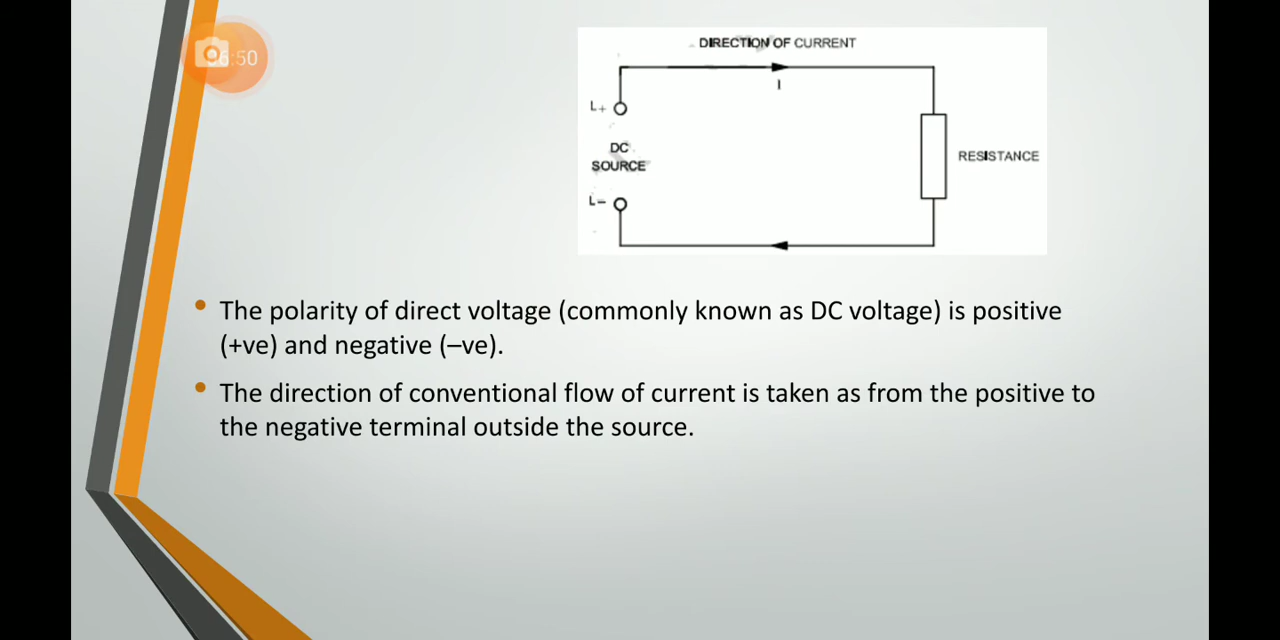 DIRECTION OF CURRENT
I
L+
DC
SOURCE
L-
RESISTANCE
• The polarity of direct voltage (commonly known as DC voltage) is positive
(+ve) and negative (–ve).
• The direction of conventional flow of current is taken as from the positive to
the negative terminal outside the source.